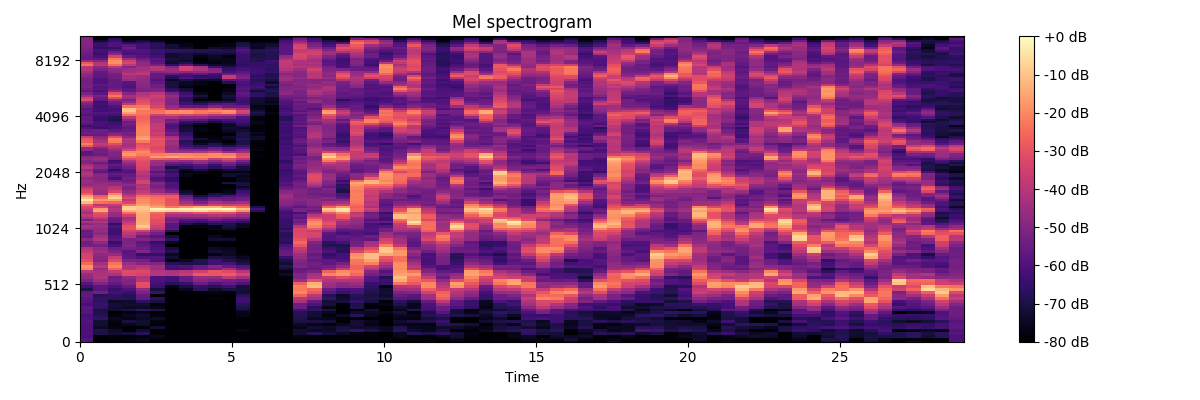 Mel spectrogram
8192
4096
2048
1024
512
0
Hz
0 5 10 15 20 25
Time
+0 dB
-10 dB
-20 dB
-30 dB
-40 dB
-50 dB
-60 dB
-70 dB
-80 dB